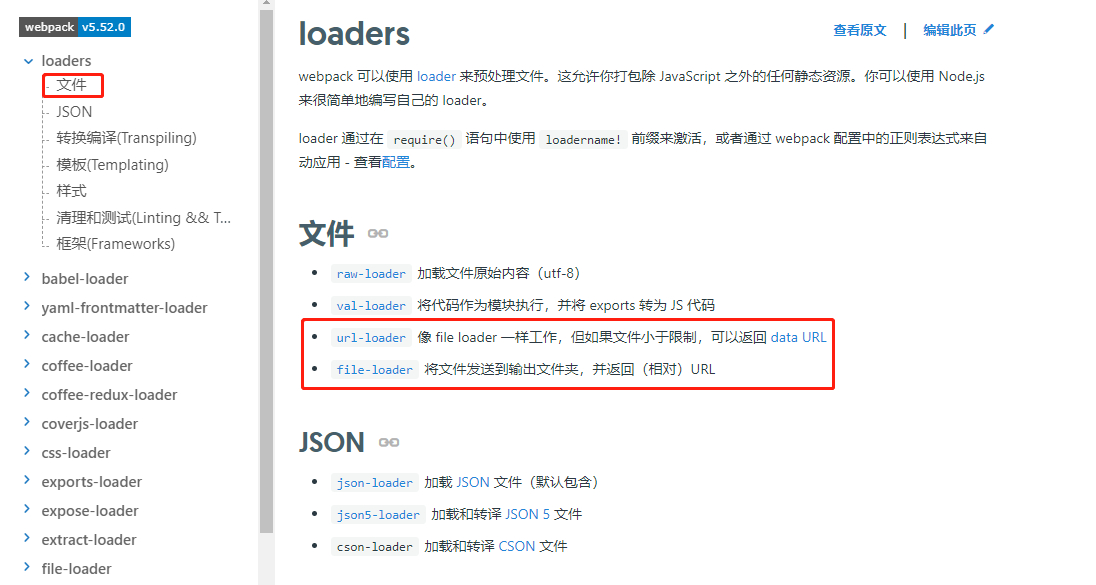 webpack v5.52.0
loaders
文件
JSON
转换编译(Transpiling)
模板(Templating)
样式
清理和测试(Linting && T...
框架(Frameworks)
babel-loader
yaml-frontmatter-loader
cache-loader
coffee-loader
coffee-redux-loader
coverjs-loader
css-loader
exports-loader
expose-loader
extract-loader
file-loader
loaders
查看原文 | 编辑此页
webpack 可以使用 loader 来预处理文件。这允许你打包除 JavaScript 之外的任何静态资源。你可以使用 Node.js
来很简单地编写自己的 loader。
loader 通过在 require() 语句中使用 loadername! 前缀来激活，或者通过 webpack 配置中的正则表达式来自
动应用 - 查看配置。
文件
raw-loader 加载文件原始内容（utf-8）
val-loader 将代码作为模块执行，并将 exports 转为 JS 代码
url-loader 像 file loader 一样工作，但如果文件小于限制，可以返回 data URL
file-loader 将文件发送到输出文件夹，并返回（相对）URL
JSON
json-loader 加载 JSON 文件（默认包含）
json5-loader 加载和转译 JSON 5 文件
cson-loader 加载和转译 CSON 文件